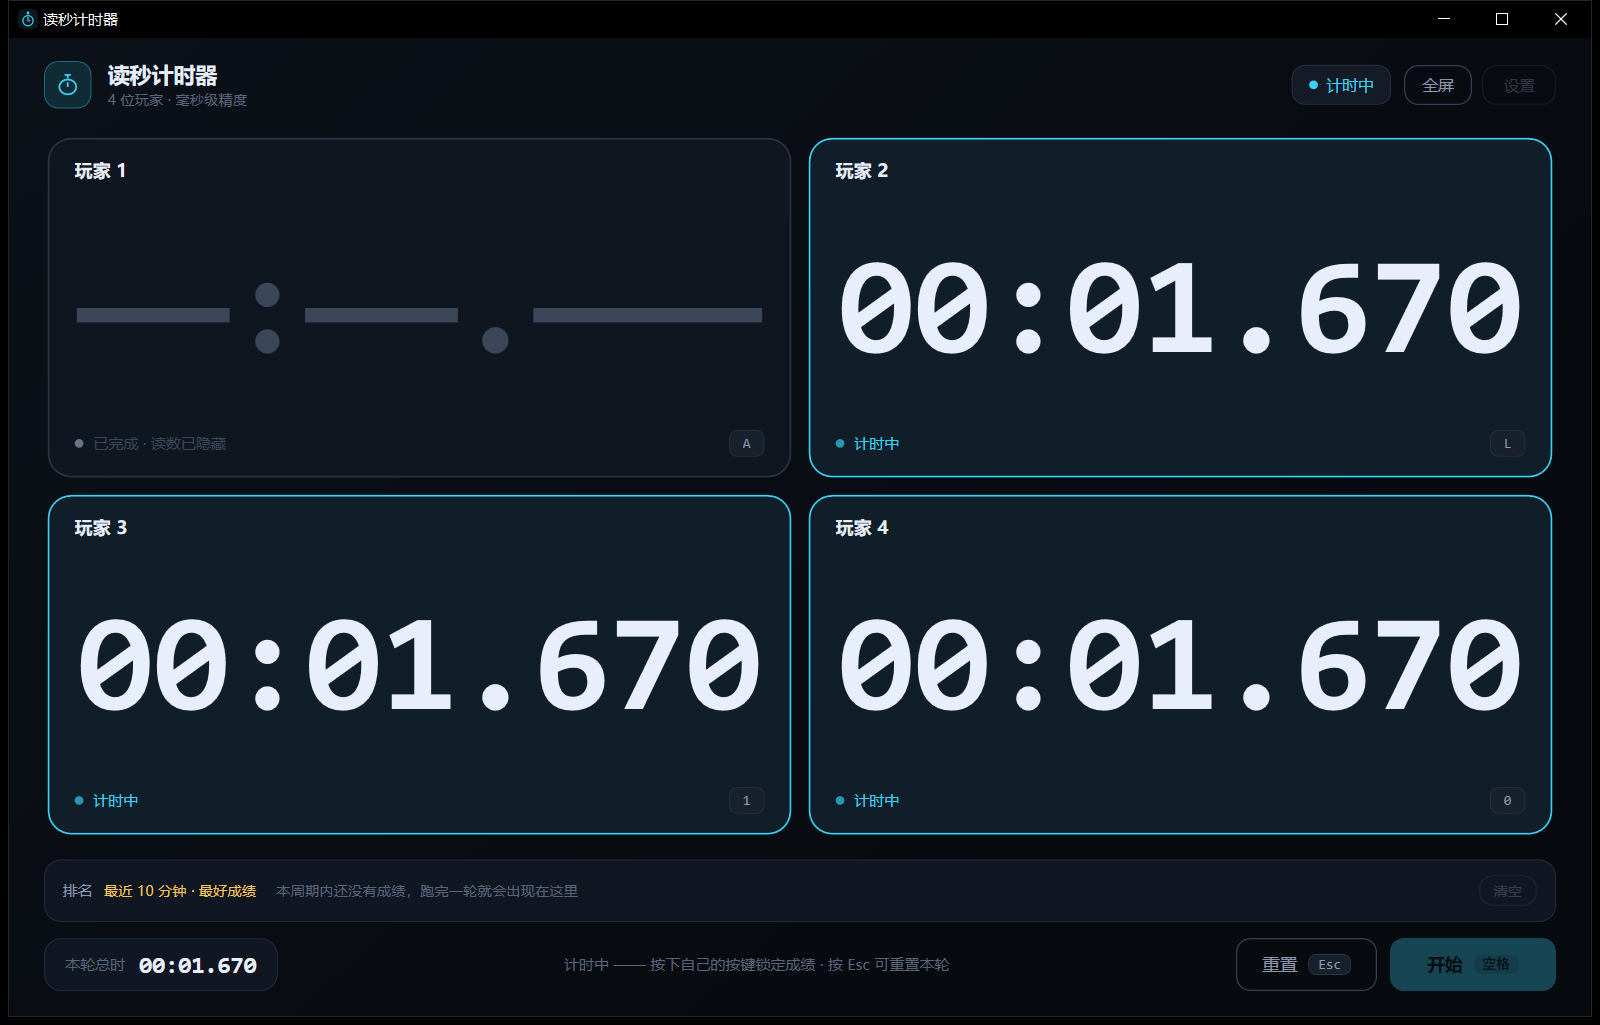 读秒计时器
读秒计时器
4 位玩家 · 毫秒级精度
计时中
全屏
设置
玩家 1
--:--.---
已完成 · 读数已隐藏
A
玩家 2
00:01.670
计时中
L
玩家 3
00:01.670
计时中
1
玩家 4
00:01.670
计时中
0
排名 最近 10 分钟 · 最好成绩 本周期内还没有成绩，跑完一轮就会出现在这里
清空
本轮总时 00:01.670
计时中 —— 按下自己的按键锁定成绩 · 按 Esc 可重置本轮
重置 Esc
开始 空格